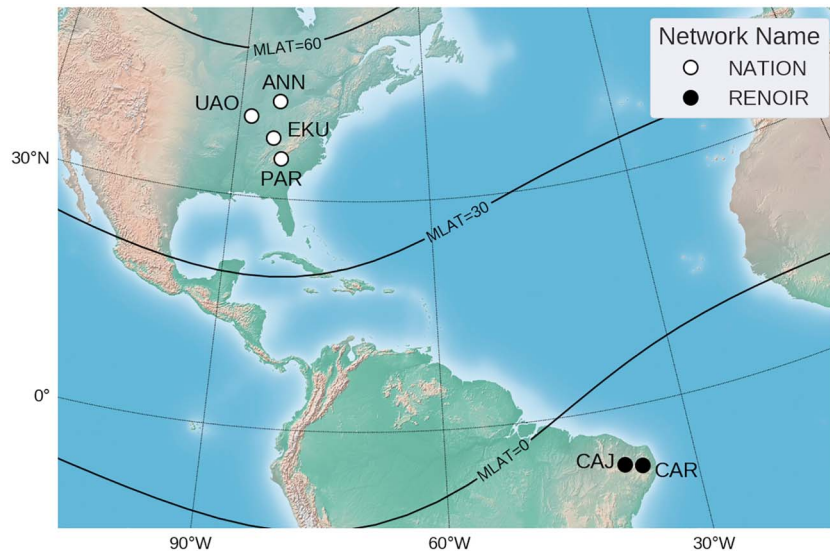 Network Name
NATION
RENOIR
MLAT=60
ANN
UAO
EKU
PAR
30°N
MLAT=30
0°
MLAT=0
CAJ
CAR
90°W
60°W
30°W